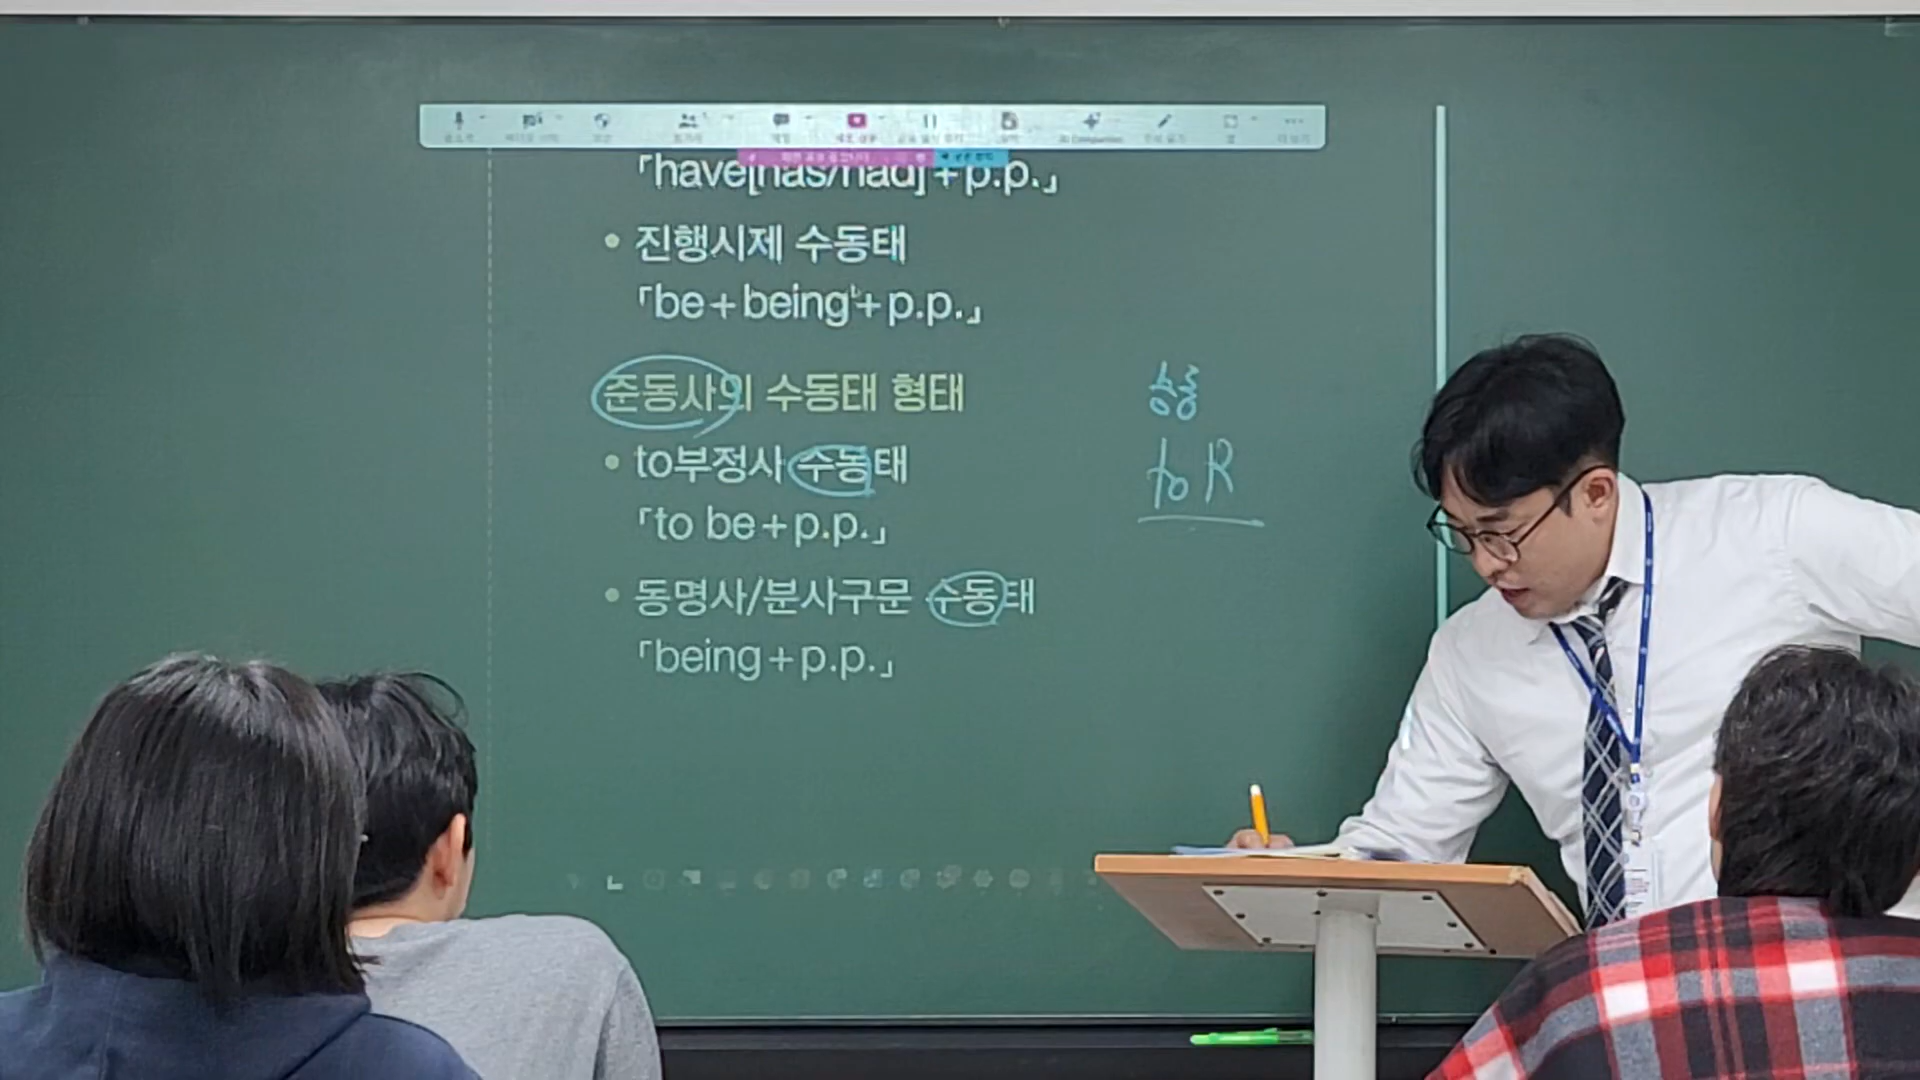 「have[has/had]+p.p.」
• 진행시제 수동태
「be+being+p.p.」
준동사의 수동태 형태
• to부정사 수동태
「to be+p.p.」
• 동명사/분사구문 수동태
「being+p.p.」
능동
to R